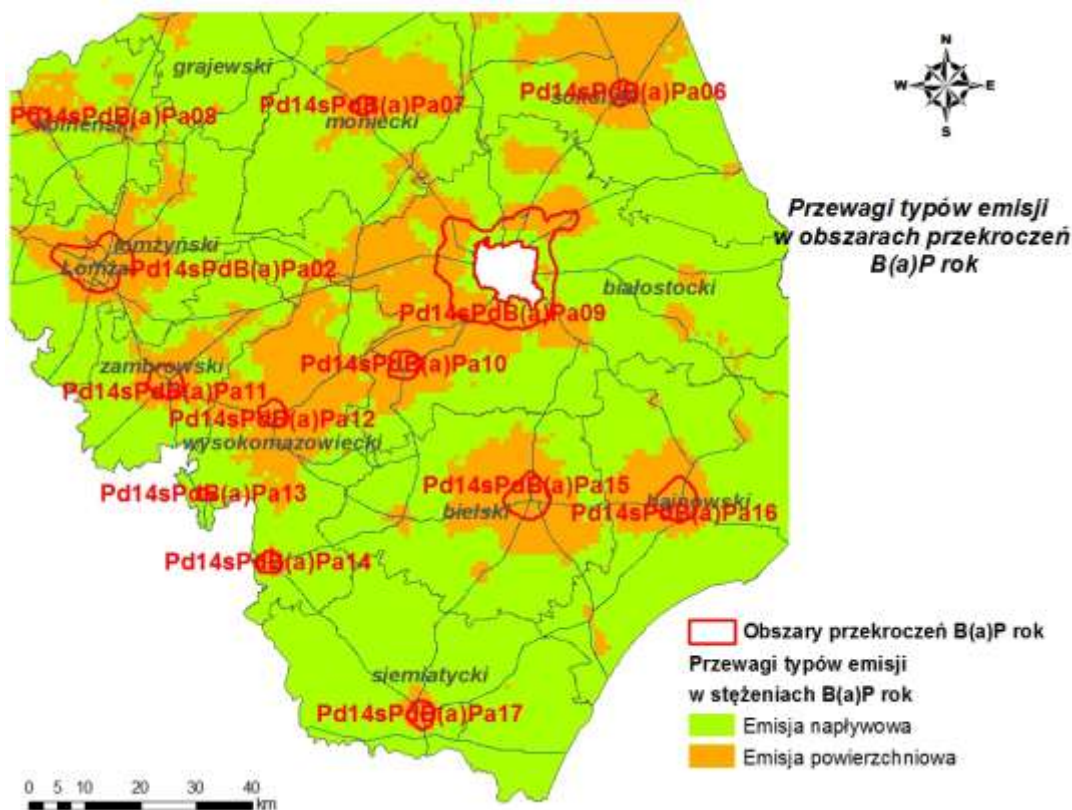 grajewski
Pd14sPdB(a)Pa08
Pd14sPdB(a)Pa07
moniecki
Pd14sPdB(a)Pa06
N
W
E
S
Przewagi typów emisji
w obszarach przekroczeń
B(a)P rok
łomżyński
Łomża
Pd14sPdB(a)Pa02
białostocki
Pd14sPdB(a)Pa09
zambrowski
Pd14sPdB(a)Pa10
Pd14sPdB(a)Pa11
Pd14sPdB(a)Pa12
wysokomazowiecki
Pd14sPdB(a)Pa13
Pd14sPdB(a)Pa15
bielski
hajnowski
Pd14sPdB(a)Pa16
Pd14sPdB(a)Pa14
siemiatycki
Pd14sPdB(a)Pa17
Obszary przekroczeń B(a)P rok
Przewagi typów emisji
w stężeniach B(a)P rok
Emisja napływowa
Emisja powierzchniowa
0 5 10 20 30 40
km